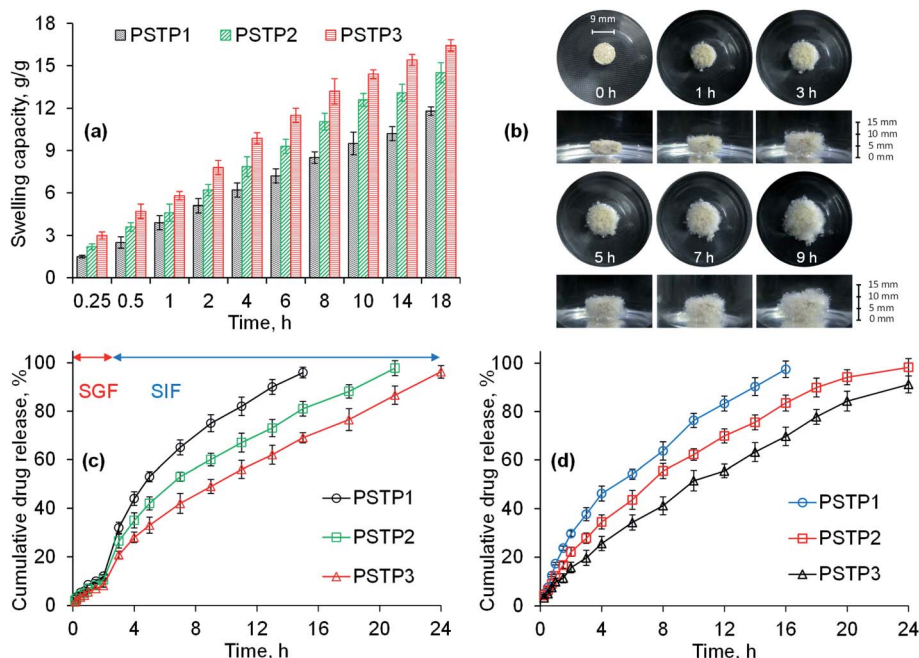 (a)
PSTP1 PSTP2 PSTP3
Swelling capacity, g/g
18
15
12
9
6
3
0
0.25 0.5 1 2 4 6 8 10 14 18
Time, h
(b)
9 mm
0 h 1 h 3 h
15 mm
10 mm
5 mm
0 mm
5 h 7 h 9 h
15 mm
10 mm
5 mm
0 mm
(c)
SGF SIF
Cumulative drug release, %
100
80
60
40
20
0
PSTP1
PSTP2
PSTP3
0 4 8 12 16 20 24
Time, h
(d)
Cumulative drug release, %
100
80
60
40
20
0
PSTP1
PSTP2
PSTP3
0 4 8 12 16 20 24
Time, h